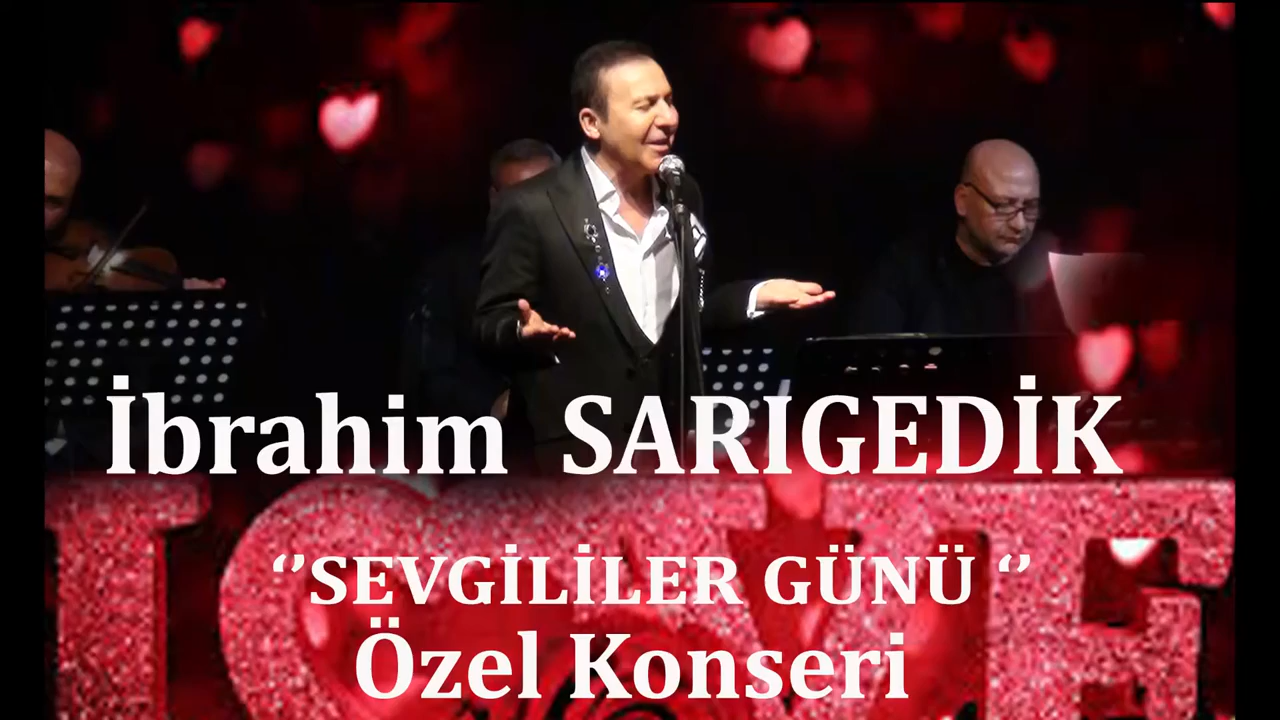 İbrahim SARIGEDİK
‘’SEVGİLİLER GÜNÜ ‘’
Özel Konseri